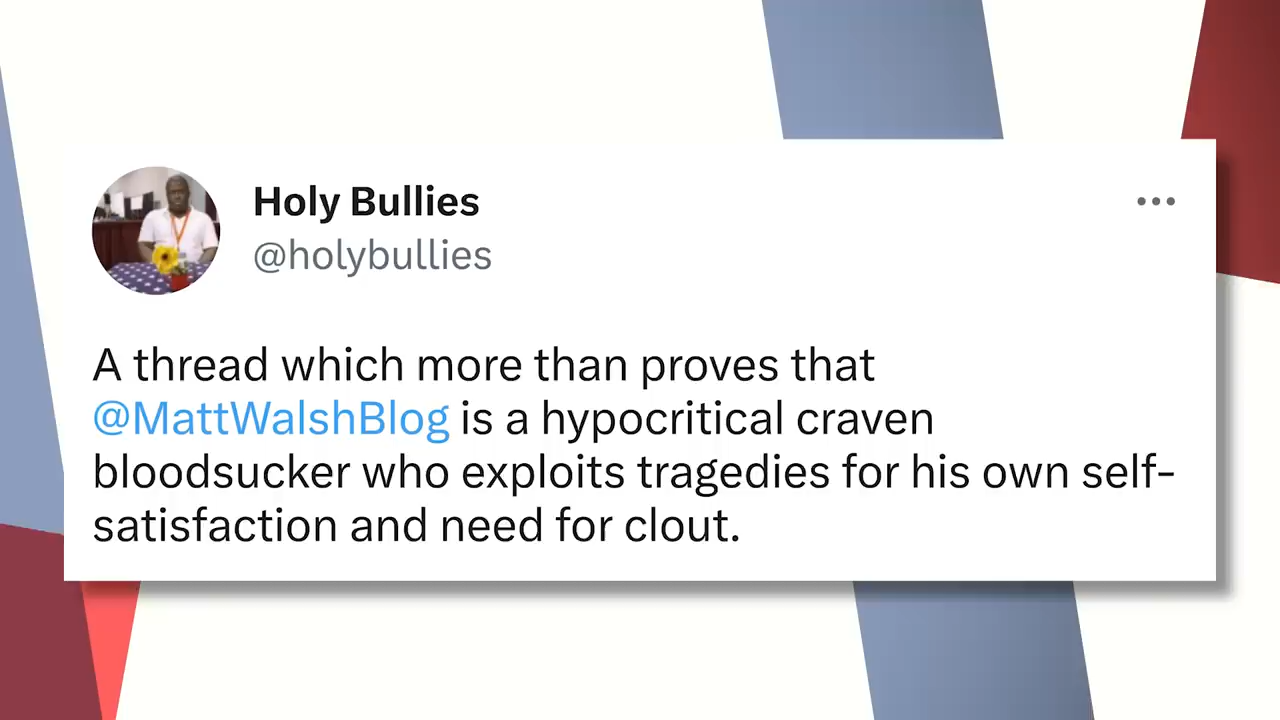 Holy Bullies
@holybullies
A thread which more than proves that
@MattWalshBlog is a hypocritical craven
bloodsucker who exploits tragedies for his own self-
satisfaction and need for clout.